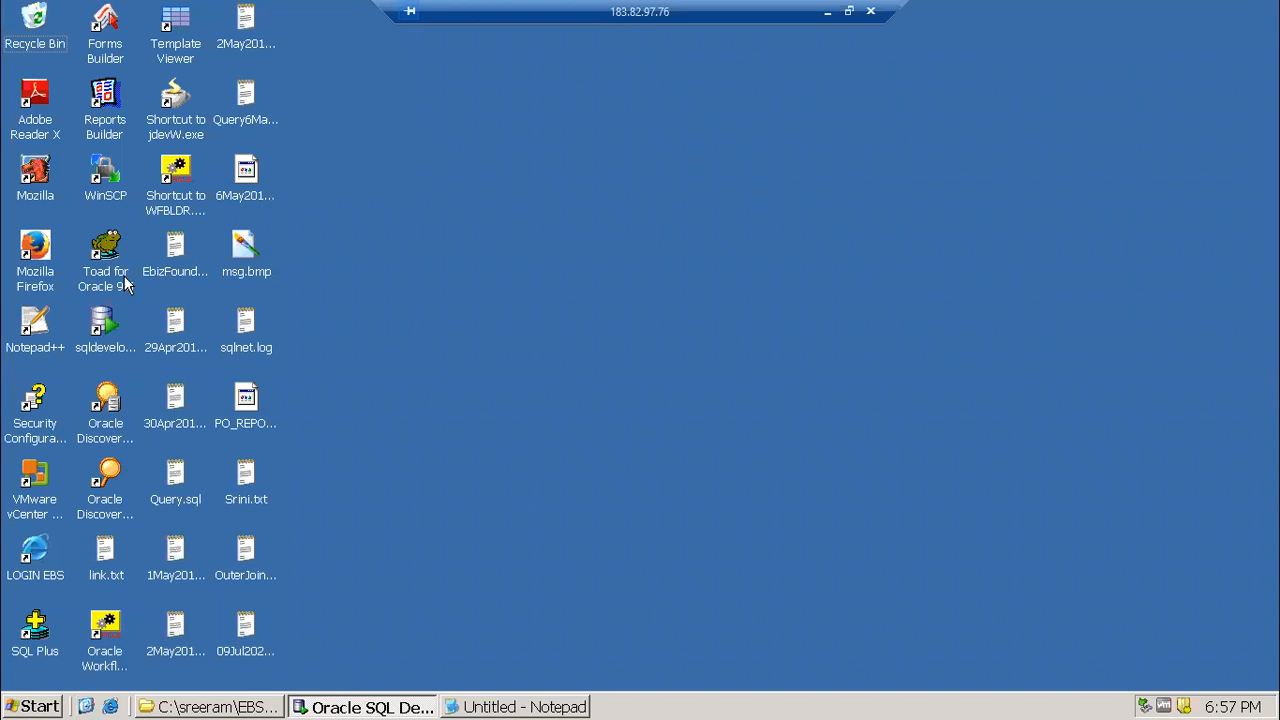 183.82.97.76
Recycle Bin
Forms
Builder
Template
Viewer
2May201...
Adobe
Reader X
Reports
Builder
Shortcut to
jdevW.exe
Query6Ma...
Mozilla
WinSCP
Shortcut to
WFBLDR....
6May201...
Mozilla
Firefox
Toad for
Oracle 9
EbizFound...
msg.bmp
Notepad++
sqldevelo...
29Apr201...
sqlnet.log
Security
Configura...
Oracle
Discover...
30Apr201...
PO_REPO...
VMware
vCenter ...
Oracle
Discover...
Query.sql
Srini.txt
LOGIN EBS
link.txt
1May201...
OuterJoin...
SQL Plus
Oracle
Workfl...
2May201...
09Jul202...
Start
C:\sreeram\EBS...
Oracle SQL De...
Untitled - Notepad
6:57 PM